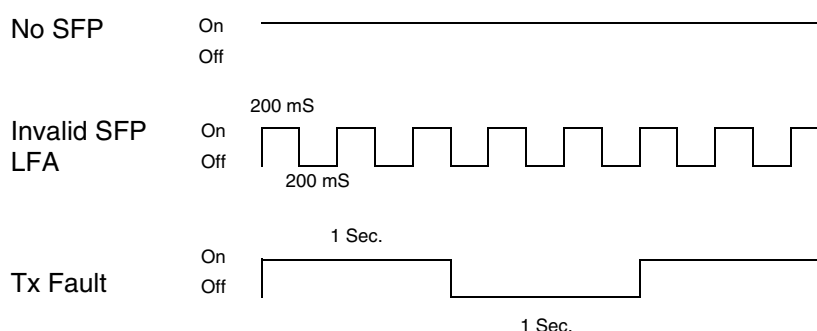 No SFP
On
Off
200 mS
Invalid SFP
LFA
On
Off
200 mS
1 Sec.
Tx Fault
On
Off
1 Sec.